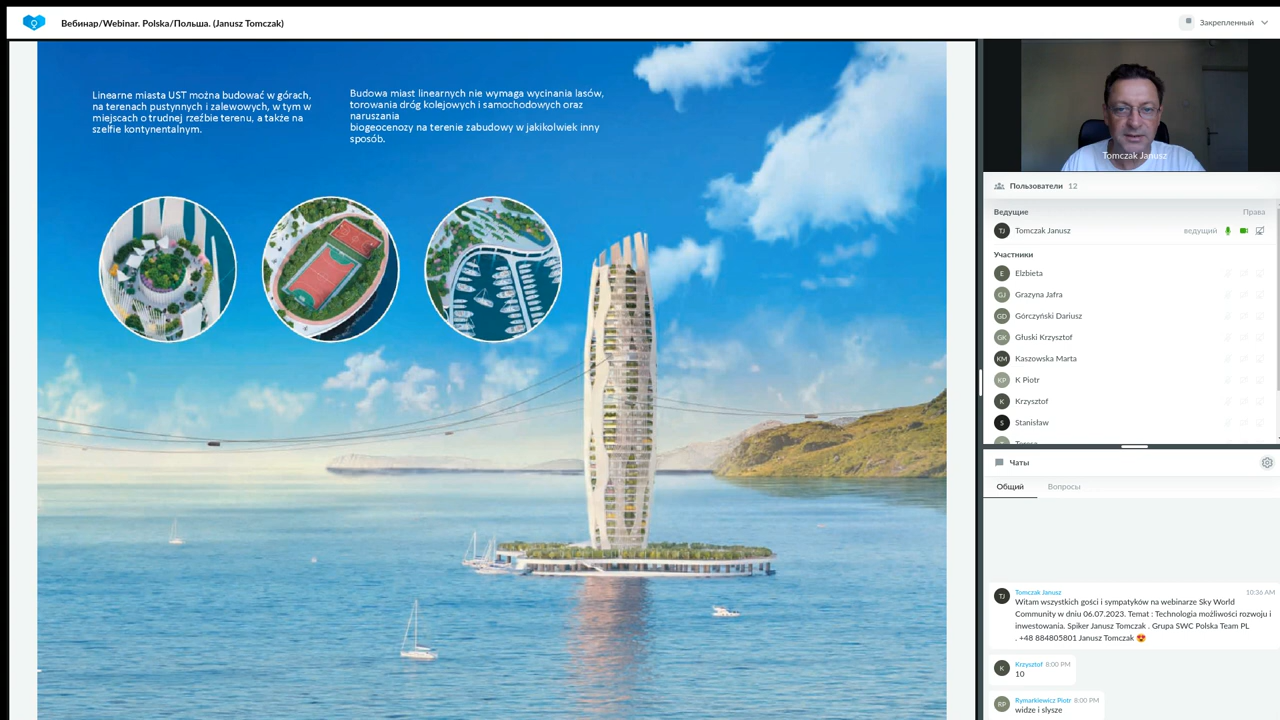 Вебинар/Webinar. Polska/Польша. (Janusz Tomczak)
Закрепленный
Linearne miasta UST można budować w górach,
na terenach pustynnych i zalewowych, w tym w
miejscach o trudnej rzeźbie terenu, a także na
szelfie kontynentalnym.
Budowa miast linearnych nie wymaga wycinania lasów,
torowania dróg kolejowych i samochodowych oraz
naruszania
biogeocenozy na terenie zabudowy w jakikolwiek inny
sposób.
Tomczak Janusz
Пользователи 12
Ведущие Права
TJ Tomczak Janusz ведущий
Участники
E Elzbieta
GJ Grazyna Jafra
GD Górczyński Dariusz
GK Głuski Krzysztof
KM Kaszowska Marta
KP K Piotr
K Krzysztof
S Stanisław
Чаты
Общий Вопросы
TJ Tomczak Janusz 10:36 AM
Witam wszystkich gości i sympatyków na webinarze Sky World
Community w dniu 06.07.2023. Temat : Technologia możliwości rozwoju i
inwestowania. Spiker Janusz Tomczak . Grupa SWC Polska Team PL
. +48 884805801 Janusz Tomczak 😍
K Krzysztof 8:00 PM
10
RP Rymarkiewicz Piotr 8:00 PM
widze i slysze